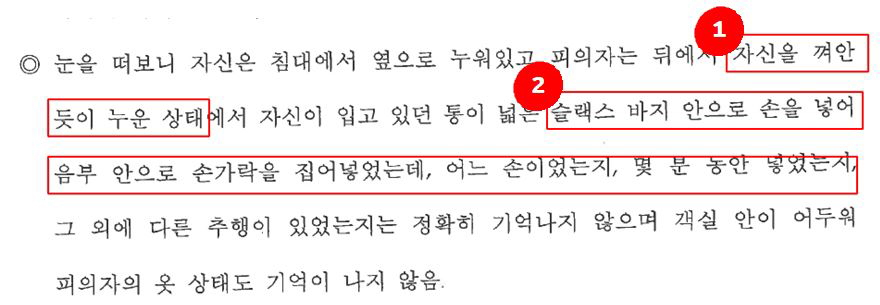 ◎ 눈을 떠보니 자신은 침대에서 옆으로 누워있고 피의자는 뒤에서 자신을 껴안
듯이 누운 상태에서 자신이 입고 있던 통이 넓은 슬랙스 바지 안으로 손을 넣어
음부 안으로 손가락을 집어넣었는데, 어느 손이었는지, 몇 분 동안 넣었는지,
그 외에 다른 추행이 있었는지는 정확히 기억나지 않으며 객실 안이 어두워
피의자의 옷 상태도 기억이 나지 않음.
1
2